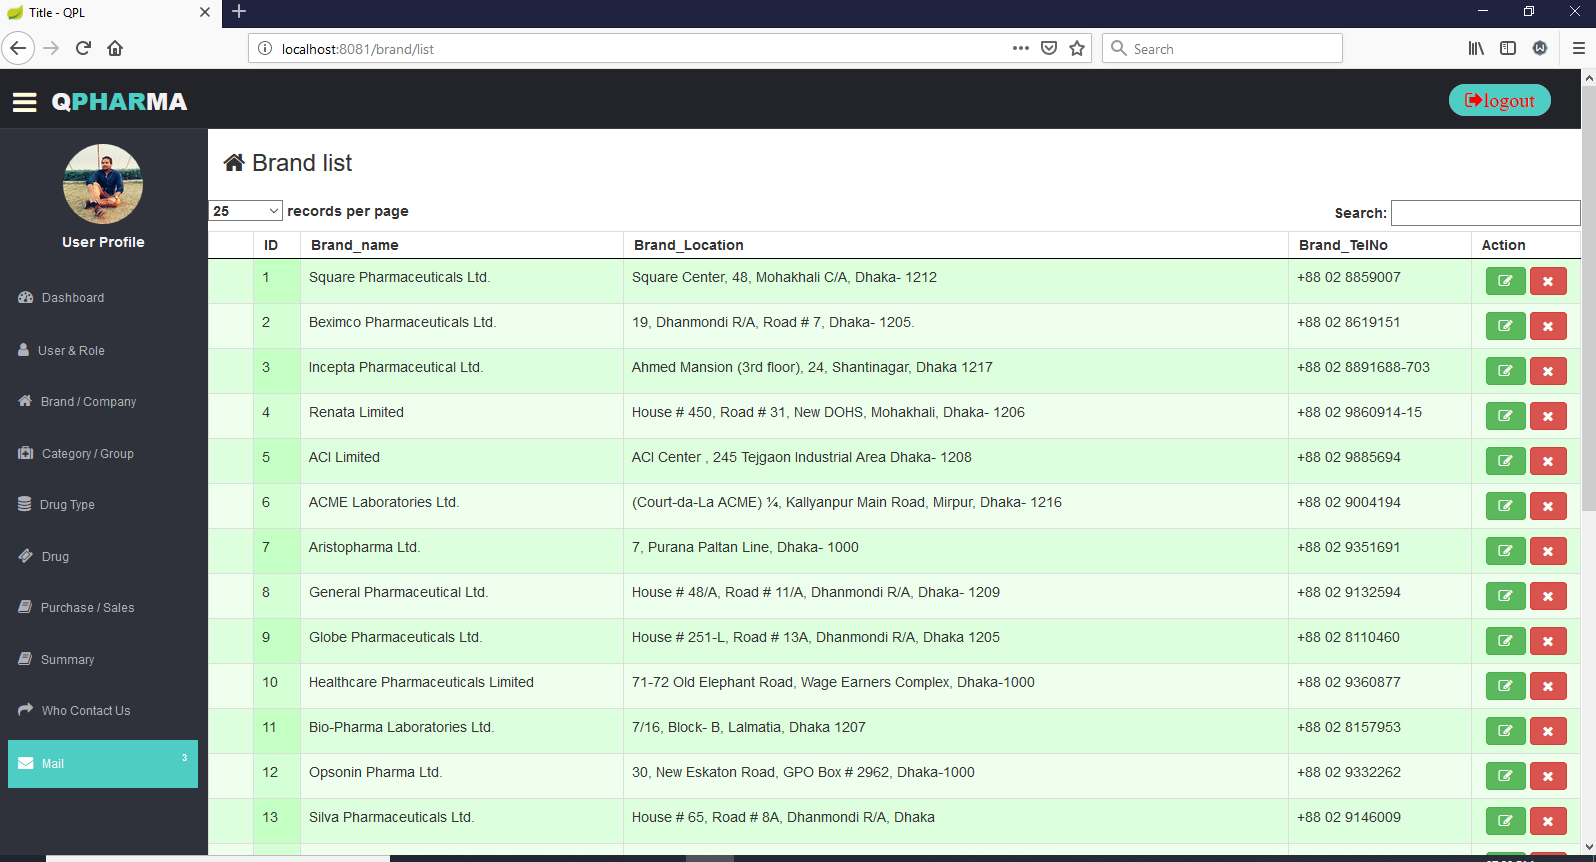 Title - QPL
localhost:8081/brand/list
Search
QPHARMA
logout
User Profile
Dashboard
User & Role
Brand / Company
Category / Group
Drug Type
Drug
Purchase / Sales
Summary
Who Contact Us
Mail 3
Brand list
25 records per page
Search:
ID Brand_name Brand_Location Brand_TelNo Action
1 Square Pharmaceuticals Ltd. Square Center, 48, Mohakhali C/A, Dhaka- 1212 +88 02 8859007
2 Beximco Pharmaceuticals Ltd. 19, Dhanmondi R/A, Road # 7, Dhaka- 1205. +88 02 8619151
3 Incepta Pharmaceutical Ltd. Ahmed Mansion (3rd floor), 24, Shantinagar, Dhaka 1217 +88 02 8891688-703
4 Renata Limited House # 450, Road # 31, New DOHS, Mohakhali, Dhaka- 1206 +88 02 9860914-15
5 ACI Limited ACI Center , 245 Tejgaon Industrial Area Dhaka- 1208 +88 02 9885694
6 ACME Laboratories Ltd. (Court-da-La ACME) ¼, Kallyanpur Main Road, Mirpur, Dhaka- 1216 +88 02 9004194
7 Aristopharma Ltd. 7, Purana Paltan Line, Dhaka- 1000 +88 02 9351691
8 General Pharmaceutical Ltd. House # 48/A, Road # 11/A, Dhanmondi R/A, Dhaka- 1209 +88 02 9132594
9 Globe Pharmaceuticals Ltd. House # 251-L, Road # 13A, Dhanmondi R/A, Dhaka 1205 +88 02 8110460
10 Healthcare Pharmaceuticals Limited 71-72 Old Elephant Road, Wage Earners Complex, Dhaka-1000 +88 02 9360877
11 Bio-Pharma Laboratories Ltd. 7/16, Block- B, Lalmatia, Dhaka 1207 +88 02 8157953
12 Opsonin Pharma Ltd. 30, New Eskaton Road, GPO Box # 2962, Dhaka-1000 +88 02 9332262
13 Silva Pharmaceuticals Ltd. House # 65, Road # 8A, Dhanmondi R/A, Dhaka +88 02 9146009